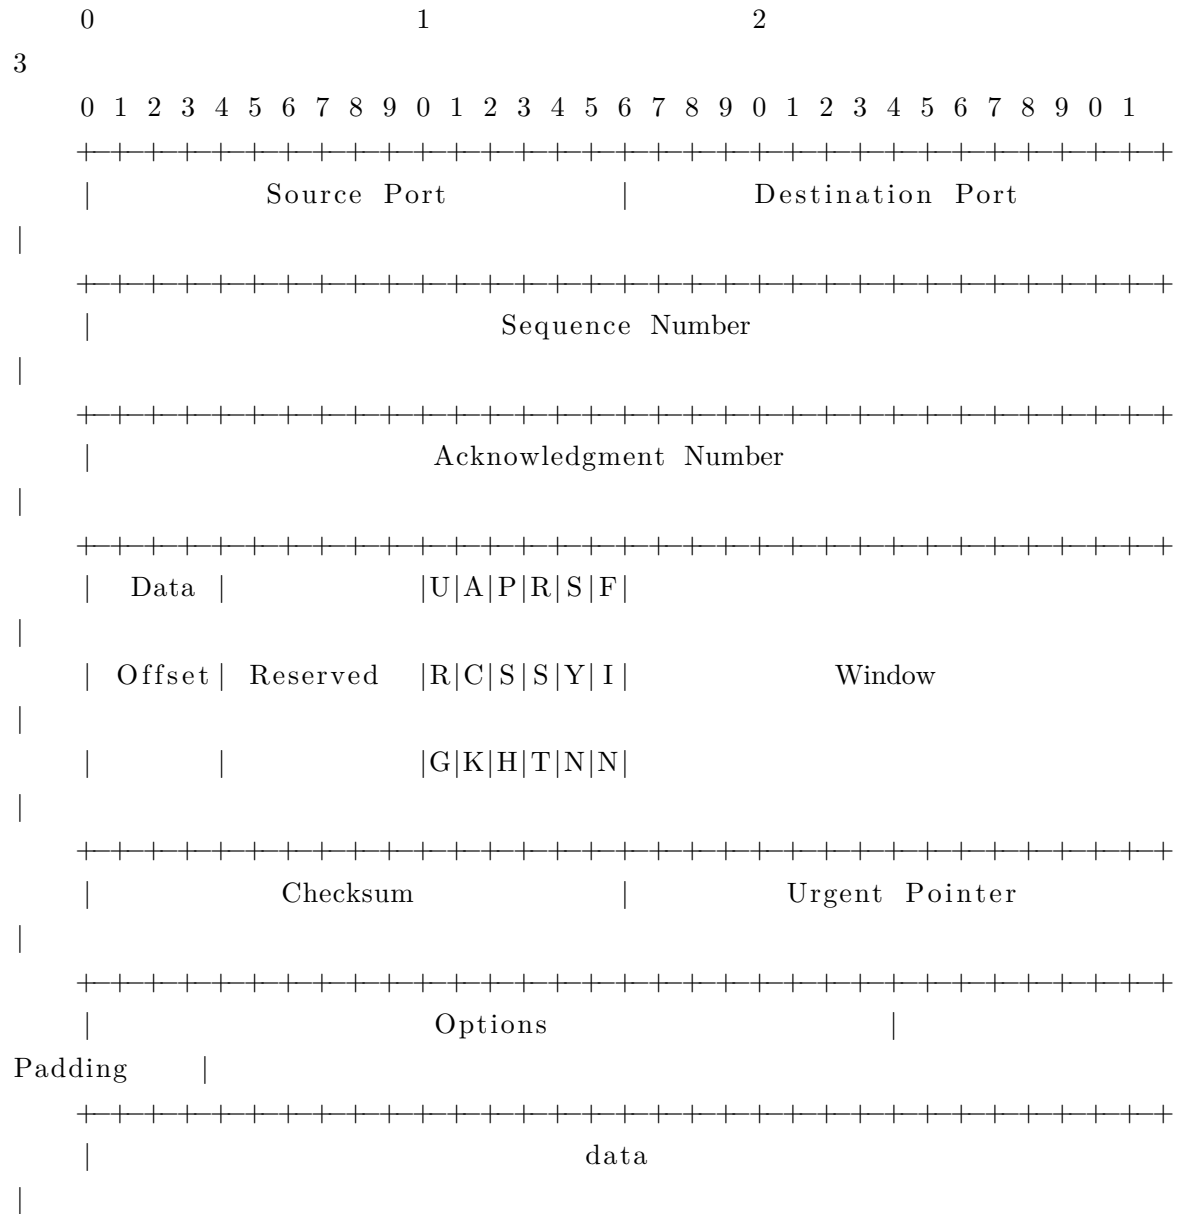 0 1 2
3
0 1 2 3 4 5 6 7 8 9 0 1 2 3 4 5 6 7 8 9 0 1 2 3 4 5 6 7 8 9 0 1
+-+-+-+-+-+-+-+-+-+-+-+-+-+-+-+-+-+-+-+-+-+-+-+-+-+-+-+-+-+-+-+-+
| Source Port | Destination Port
|
+-+-+-+-+-+-+-+-+-+-+-+-+-+-+-+-+-+-+-+-+-+-+-+-+-+-+-+-+-+-+-+-+
| Sequence Number
|
+-+-+-+-+-+-+-+-+-+-+-+-+-+-+-+-+-+-+-+-+-+-+-+-+-+-+-+-+-+-+-+-+
| Acknowledgment Number
|
+-+-+-+-+-+-+-+-+-+-+-+-+-+-+-+-+-+-+-+-+-+-+-+-+-+-+-+-+-+-+-+-+
| Data | |U|A|P|R|S|F|
|
| Offset| Reserved |R|C|S|S|Y|I| Window
|
| | |G|K|H|T|N|N|
|
+-+-+-+-+-+-+-+-+-+-+-+-+-+-+-+-+-+-+-+-+-+-+-+-+-+-+-+-+-+-+-+-+
| Checksum | Urgent Pointer
|
+-+-+-+-+-+-+-+-+-+-+-+-+-+-+-+-+-+-+-+-+-+-+-+-+-+-+-+-+-+-+-+-+
| Options |
Padding |
+-+-+-+-+-+-+-+-+-+-+-+-+-+-+-+-+-+-+-+-+-+-+-+-+-+-+-+-+-+-+-+-+
| data
|